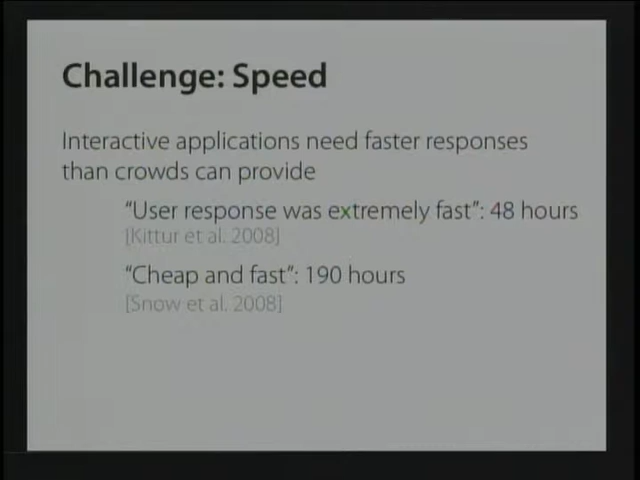 Challenge: Speed
Interactive applications need faster responses
than crowds can provide
“User response was extremely fast”: 48 hours
[Kittur et al. 2008]
“Cheap and fast”: 190 hours
[Snow et al. 2008]